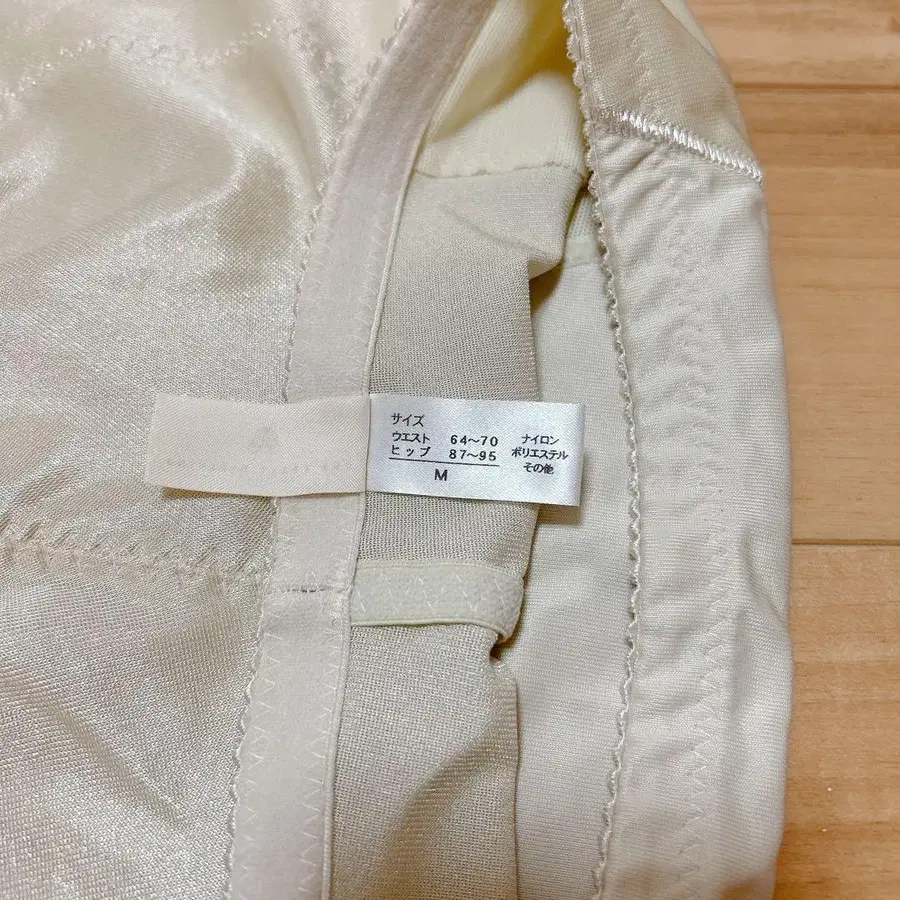 サイズ
ウエスト 64〜70
ヒップ 87〜95
M
ナイロン
ポリエステル
その他